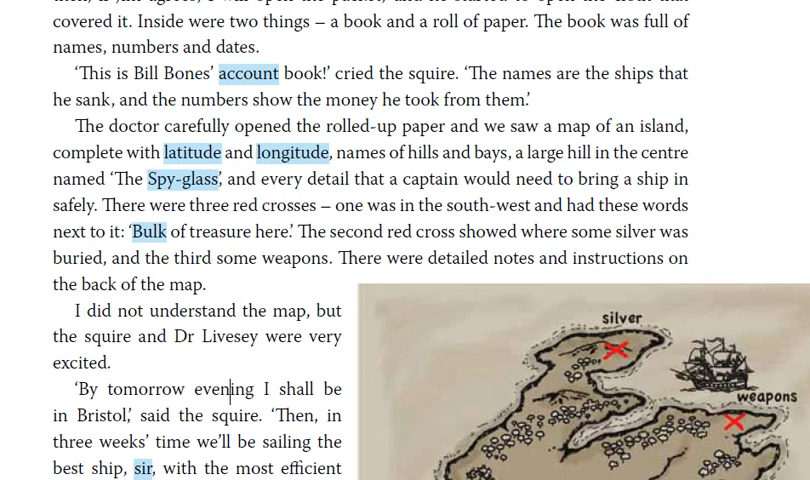 covered it. Inside were two things – a book and a roll of paper. The book was full of
names, numbers and dates.
‘This is Bill Bones’ account book!’ cried the squire. ‘The names are the ships that
he sank, and the numbers show the money he took from them.’
The doctor carefully opened the rolled-up paper and we saw a map of an island,
complete with latitude and longitude, names of hills and bays, a large hill in the centre
named ‘The Spy-glass’, and every detail that a captain would need to bring a ship in
safely. There were three red crosses – one was in the south-west and had these words
next to it: ‘Bulk of treasure here.’ The second red cross showed where some silver was
buried, and the third some weapons. There were detailed notes and instructions on
the back of the map.
I did not understand the map, but
the squire and Dr Livesey were very
excited.
‘By tomorrow evening I shall be
in Bristol,’ said the squire. ‘Then, in
three weeks’ time we’ll be sailing the
best ship, sir, with the most efficient
silver
weapons